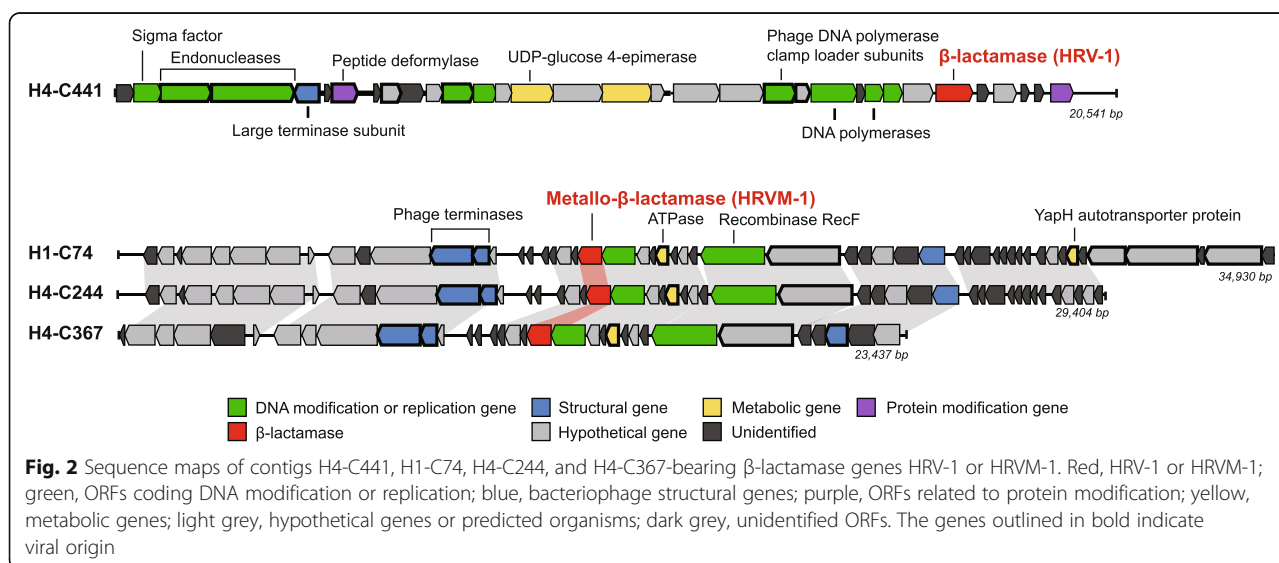 Sigma factor
Endonucleases
Peptide deformylase
UDP-glucose 4-epimerase
Phage DNA polymerase
clamp loader subunits
β-lactamase (HRV-1)
H4-C441
Large terminase subunit
DNA polymerases
20,541 bp
Metallo-β-lactamase (HRVM-1)
Phage terminases
ATPase
Recombinase RecF
YapH autotransporter protein
H1-C74
34,930 bp
H4-C244
29,404 bp
H4-C367
23,437 bp
DNA modification or replication gene
Structural gene
Metabolic gene
Protein modification gene
β-lactamase
Hypothetical gene
Unidentified
Fig. 2 Sequence maps of contigs H4-C441, H1-C74, H4-C244, and H4-C367-bearing β-lactamase genes HRV-1 or HRVM-1. Red, HRV-1 or HRVM-1;
green, ORFs coding DNA modification or replication; blue, bacteriophage structural genes; purple, ORFs related to protein modification; yellow,
metabolic genes; light grey, hypothetical genes or predicted organisms; dark grey, unidentified ORFs. The genes outlined in bold indicate
viral origin